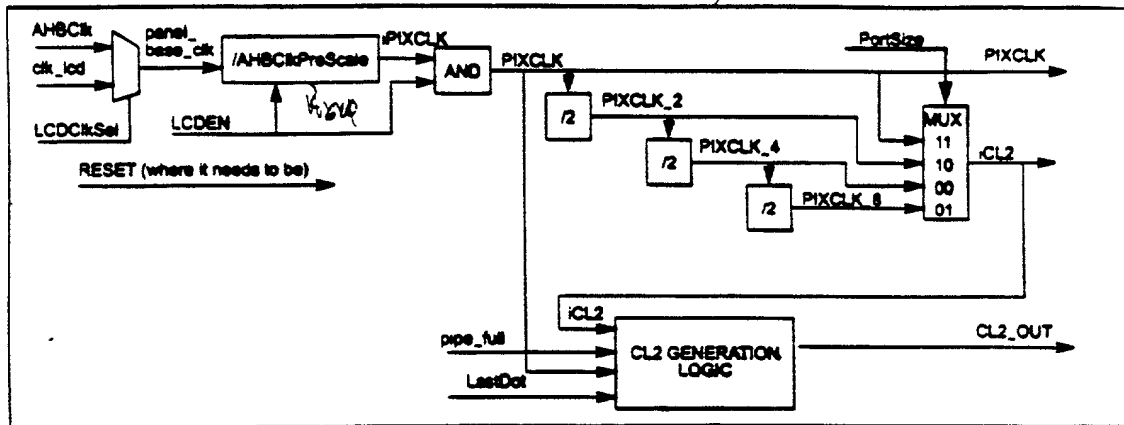 AHBClk
clk_lcd
LCDClkSel
panel_
base_clk
/AHBClkPreScale
iPIXCLK
LCDEN
AND
PIXCLK
RESET (where it needs to be)
/2
PIXCLK_2
/2
PIXCLK_4
/2
PIXCLK_8
PortSize
PIXCLK
MUX
11
10
00
01
iCL2
iCL2
pipe_full
LastDot
CL2 GENERATION
LOGIC
CL2_OUT